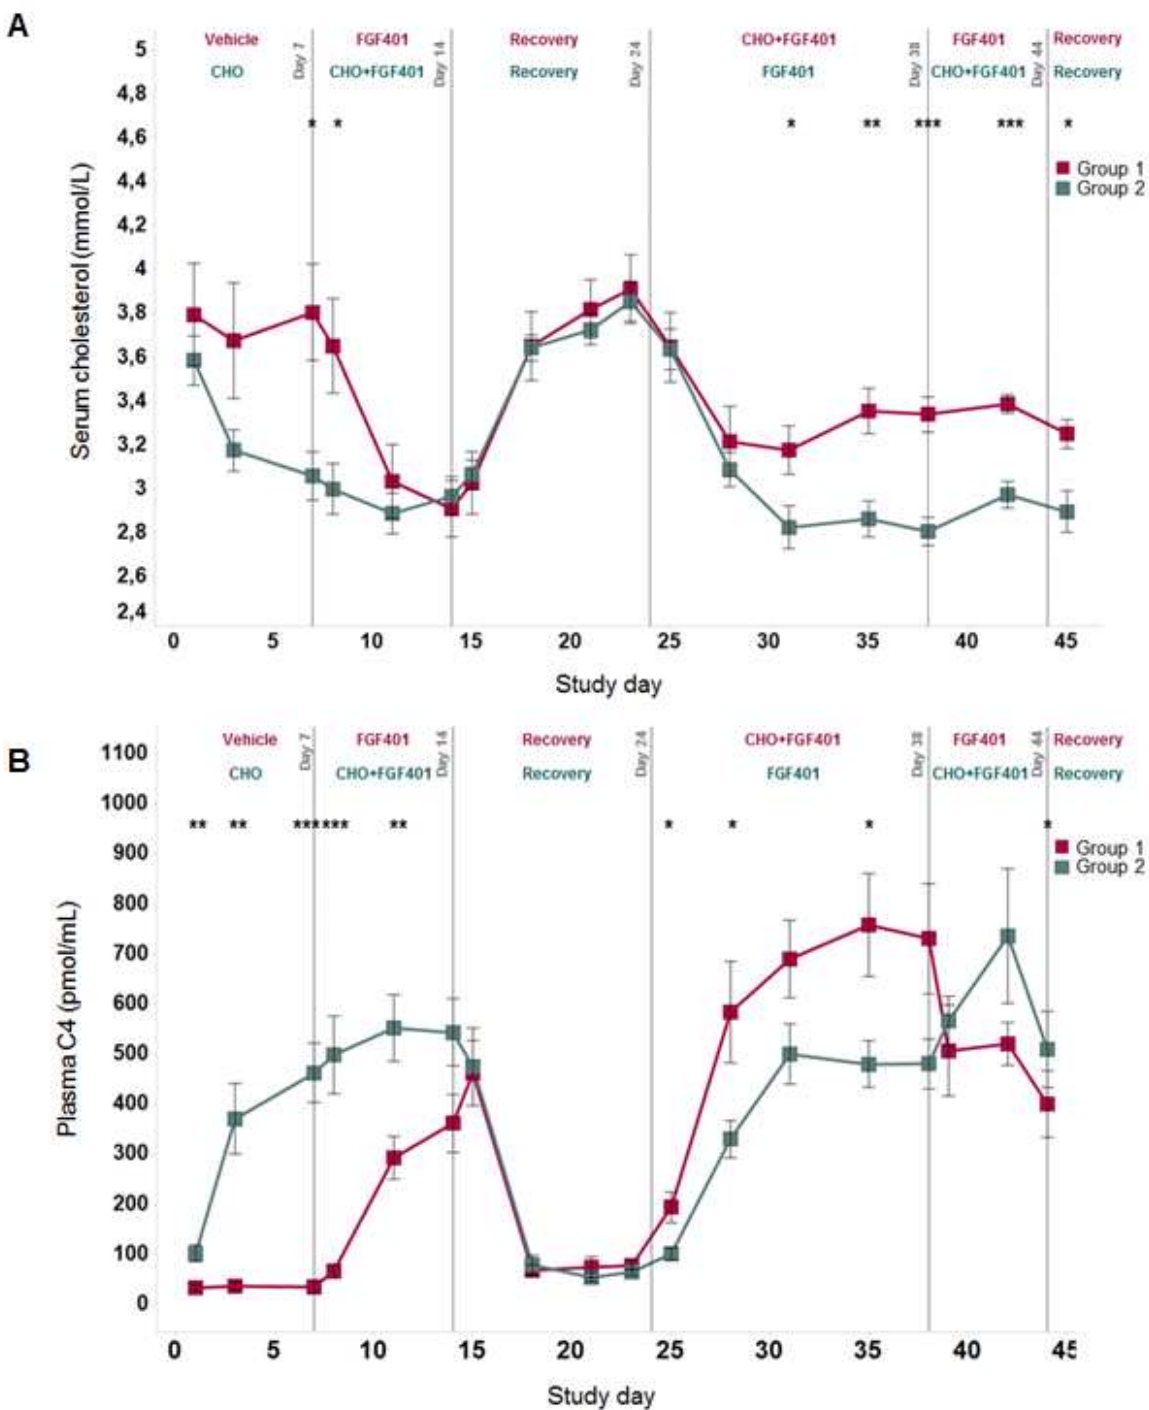 A
Vehicle FGF401 Recovery CHO+FGF401 FGF401 Recovery
CHO CHO+FGF401 Recovery FGF401 CHO+FGF401 Recovery
Day 7
Day 14
Day 24
Day 38
Day 44
* * * ** *** *** *
Group 1
Group 2
Serum cholesterol (mmol/L)
5
4,8
4,6
4,4
4,2
4
3,8
3,6
3,4
3,2
3
2,8
2,6
2,4
0 5 10 15 20 25 30 35 40 45
Study day
B
Vehicle FGF401 Recovery CHO+FGF401 FGF401 Recovery
CHO CHO+FGF401 Recovery FGF401 CHO+FGF401 Recovery
Day 7
Day 14
Day 24
Day 38
Day 44
** ** ****** ** * * * *
Group 1
Group 2
Plasma C4 (pmol/mL)
1100
1000
900
800
700
600
500
400
300
200
100
0
0 5 10 15 20 25 30 35 40 45
Study day